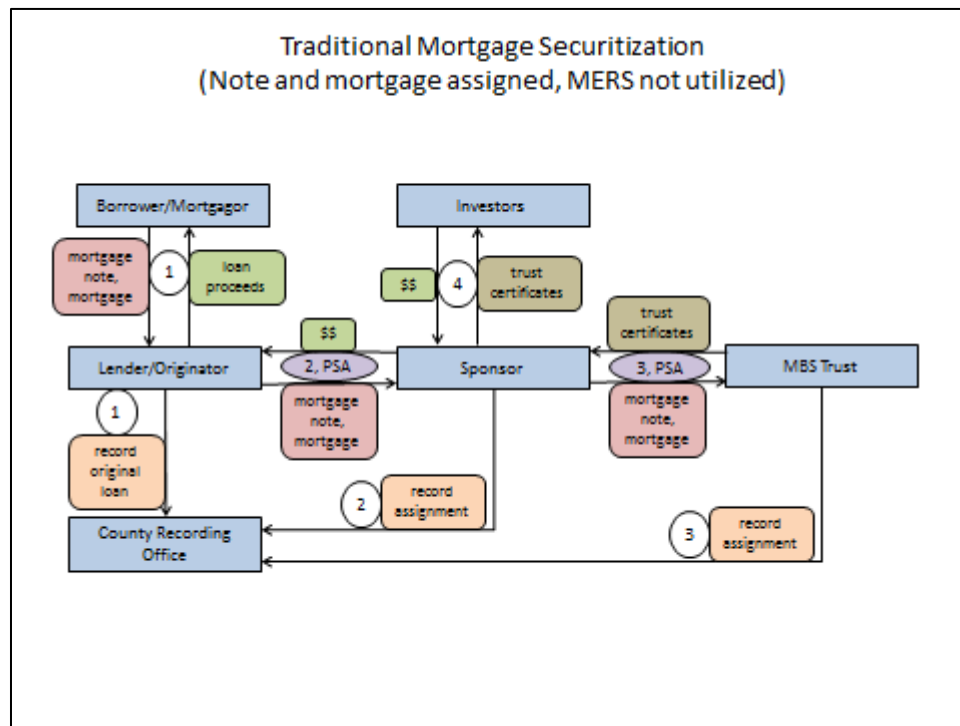 Traditional Mortgage Securitization
(Note and mortgage assigned, MERS not utilized)
Borrower/Mortgagor
Investors
mortgage
note,
mortgage
1
loan
proceeds
$$
4
trust
certificates
trust
certificates
$$
Lender/Originator
2, PSA
Sponsor
3, PSA
MBS Trust
mortgage
note,
mortgage
mortgage
note,
mortgage
1
record
original
loan
2
record
assignment
County Recording
Office
3
record
assignment